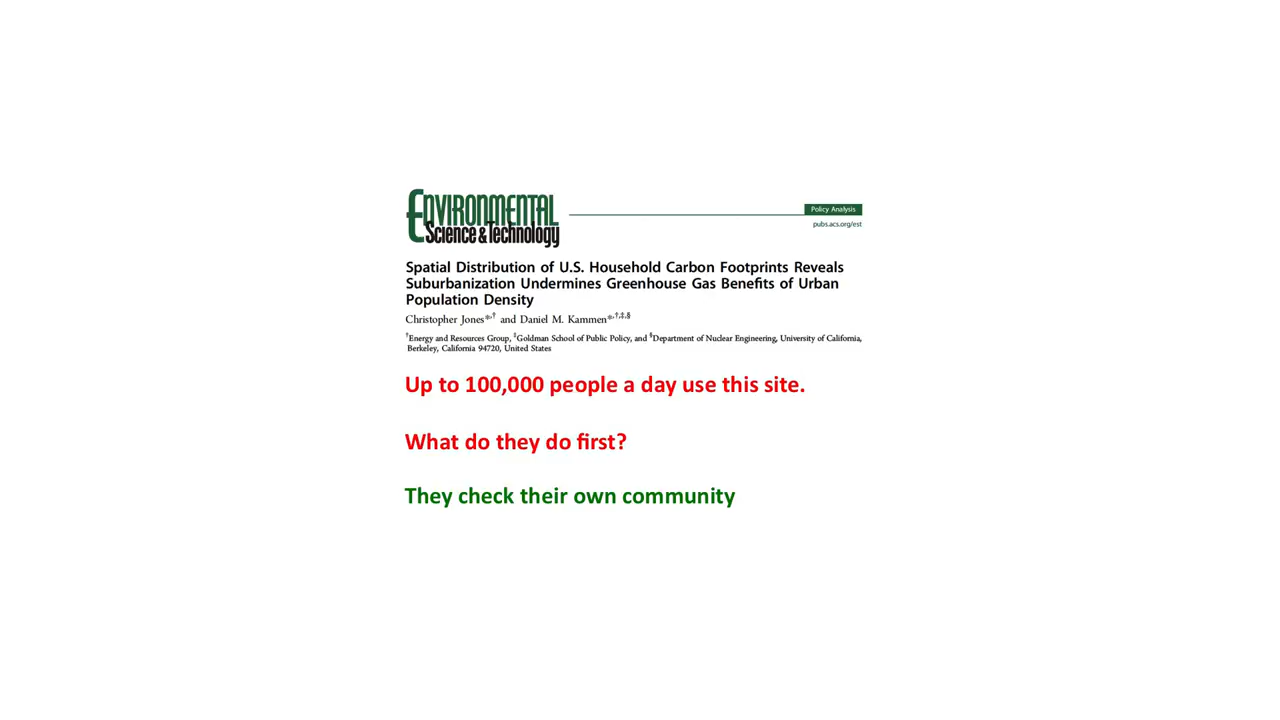 ENVIRONMENTAL
Science & Technology
Policy Analysis
pubs.acs.org/est
Spatial Distribution of U.S. Household Carbon Footprints Reveals
Suburbanization Undermines Greenhouse Gas Benefits of Urban
Population Density
Christopher Jones*,† and Daniel M. Kammen*,†,‡,§
†Energy and Resources Group, ‡Goldman School of Public Policy, and §Department of Nuclear Engineering, University of California,
Berkeley, California 94720, United States
Up to 100,000 people a day use this site.
What do they do first?
They check their own community